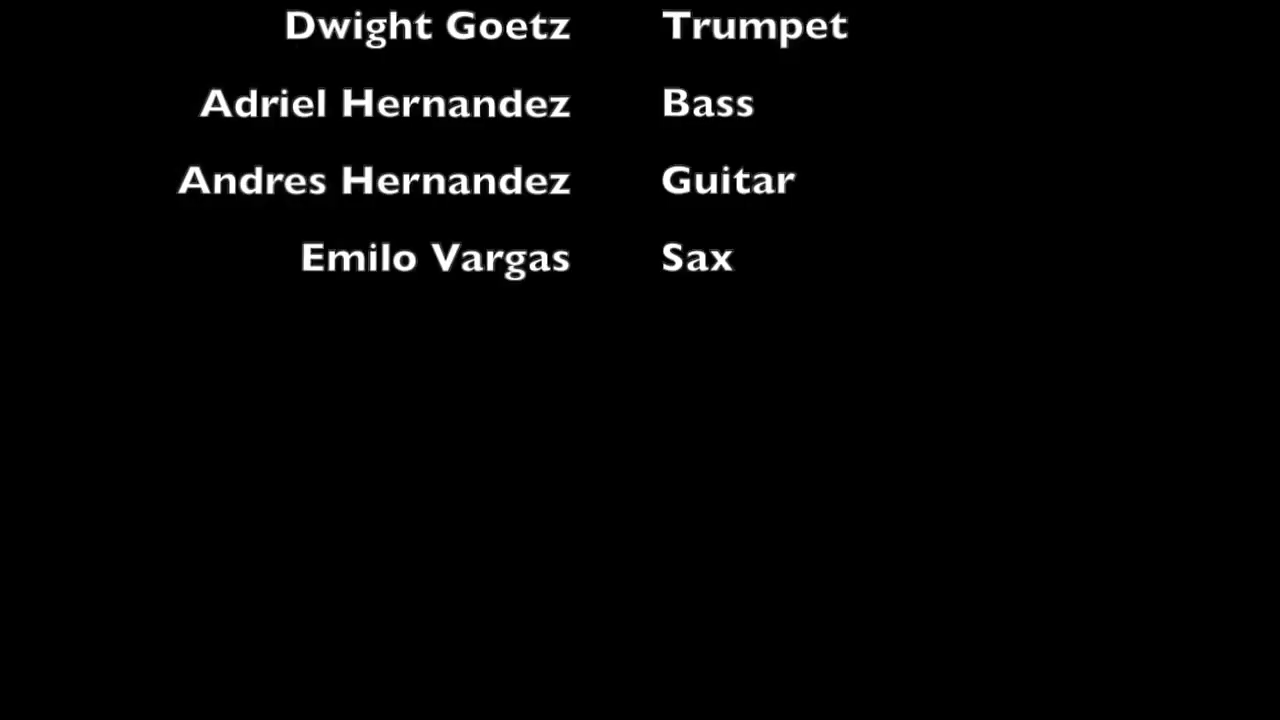 Dwight Goetz Trumpet
Adriel Hernandez Bass
Andres Hernandez Guitar
Emilo Vargas Sax